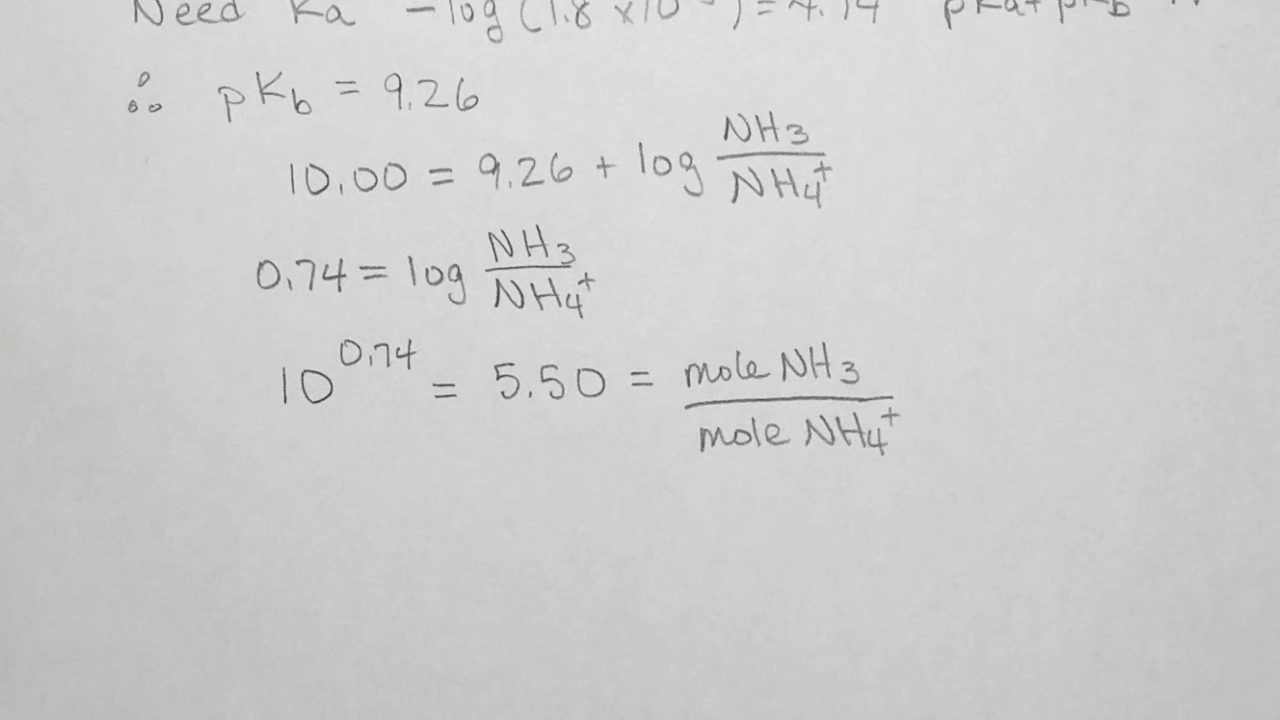 Need Ka -log(1.8 x10 ) = 4.74 pKa + pKb
∴ pKb = 9.26
10.00 = 9.26 + log NH3/NH4+
0.74 = log NH3/NH4+
10^0.74 = 5.50 = mole NH3/mole NH4+